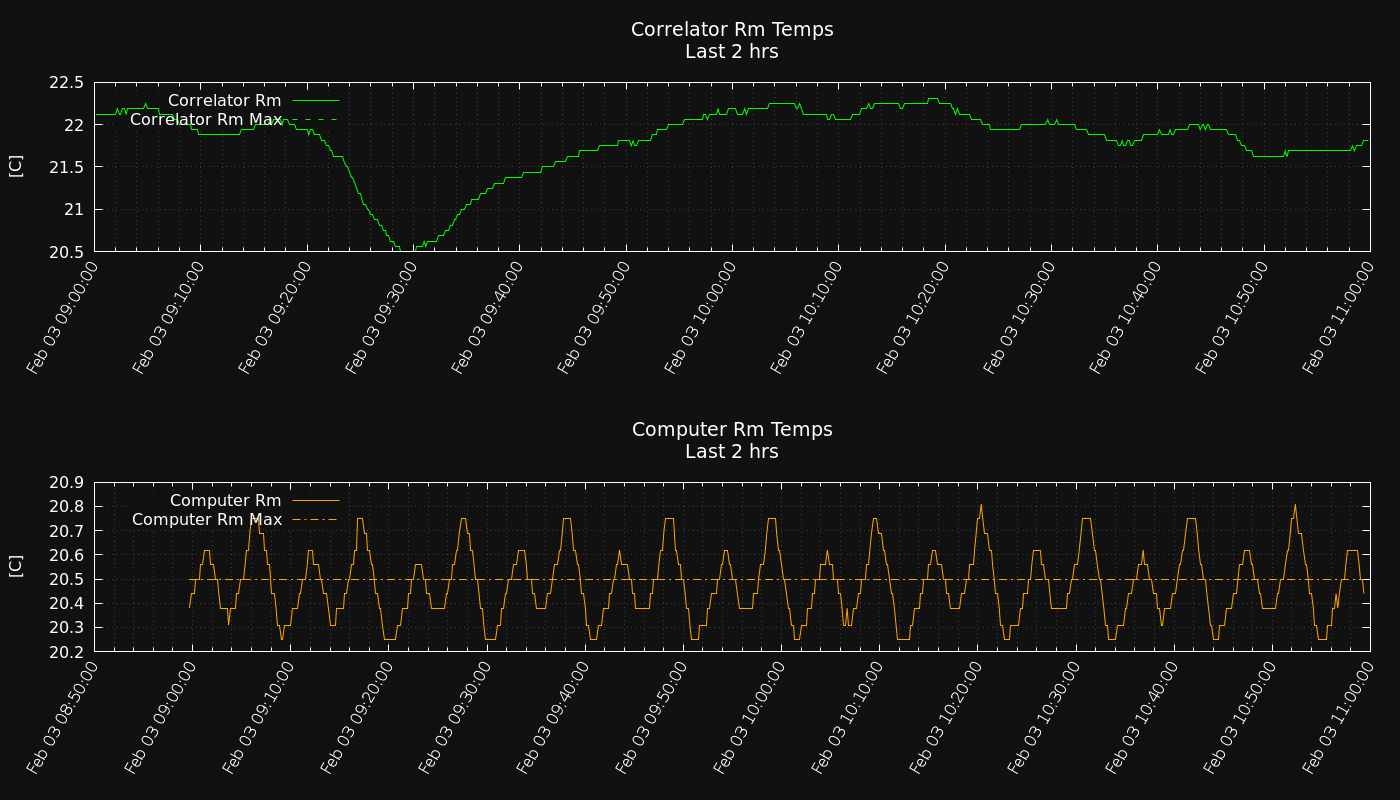 Correlator Rm Temps
Last 2 hrs
22.5
22
21.5
21
20.5
[C]
Correlator Rm
Correlator Rm Max
Feb 03 09:00:00
Feb 03 09:10:00
Feb 03 09:20:00
Feb 03 09:30:00
Feb 03 09:40:00
Feb 03 09:50:00
Feb 03 10:00:00
Feb 03 10:10:00
Feb 03 10:20:00
Feb 03 10:30:00
Feb 03 10:40:00
Feb 03 10:50:00
Feb 03 11:00:00
Computer Rm Temps
Last 2 hrs
20.9
20.8
20.7
20.6
20.5
20.4
20.3
20.2
[C]
Computer Rm
Computer Rm Max
Feb 03 08:50:00
Feb 03 09:00:00
Feb 03 09:10:00
Feb 03 09:20:00
Feb 03 09:30:00
Feb 03 09:40:00
Feb 03 09:50:00
Feb 03 10:00:00
Feb 03 10:10:00
Feb 03 10:20:00
Feb 03 10:30:00
Feb 03 10:40:00
Feb 03 10:50:00
Feb 03 11:00:00